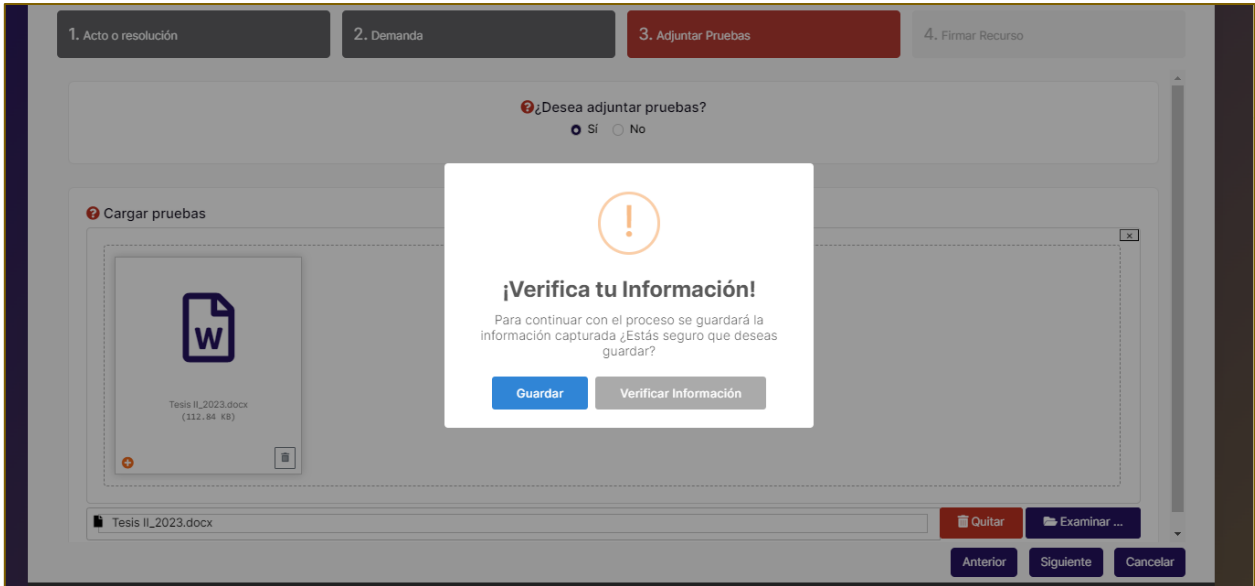 1. Acto o resolución
2. Demanda
3. Adjuntar Pruebas
4. Firmar Recurso
¿Desea adjuntar pruebas?
Sí No
Cargar pruebas
W
Tesis II_2023.docx
(112.84 KB)
¡Verifica tu Información!
Para continuar con el proceso se guardará la
información capturada ¿Estás seguro que deseas
guardar?
Guardar
Verificar Información
Tesis II_2023.docx
Quitar
Examinar ...
Anterior
Siguiente
Cancelar